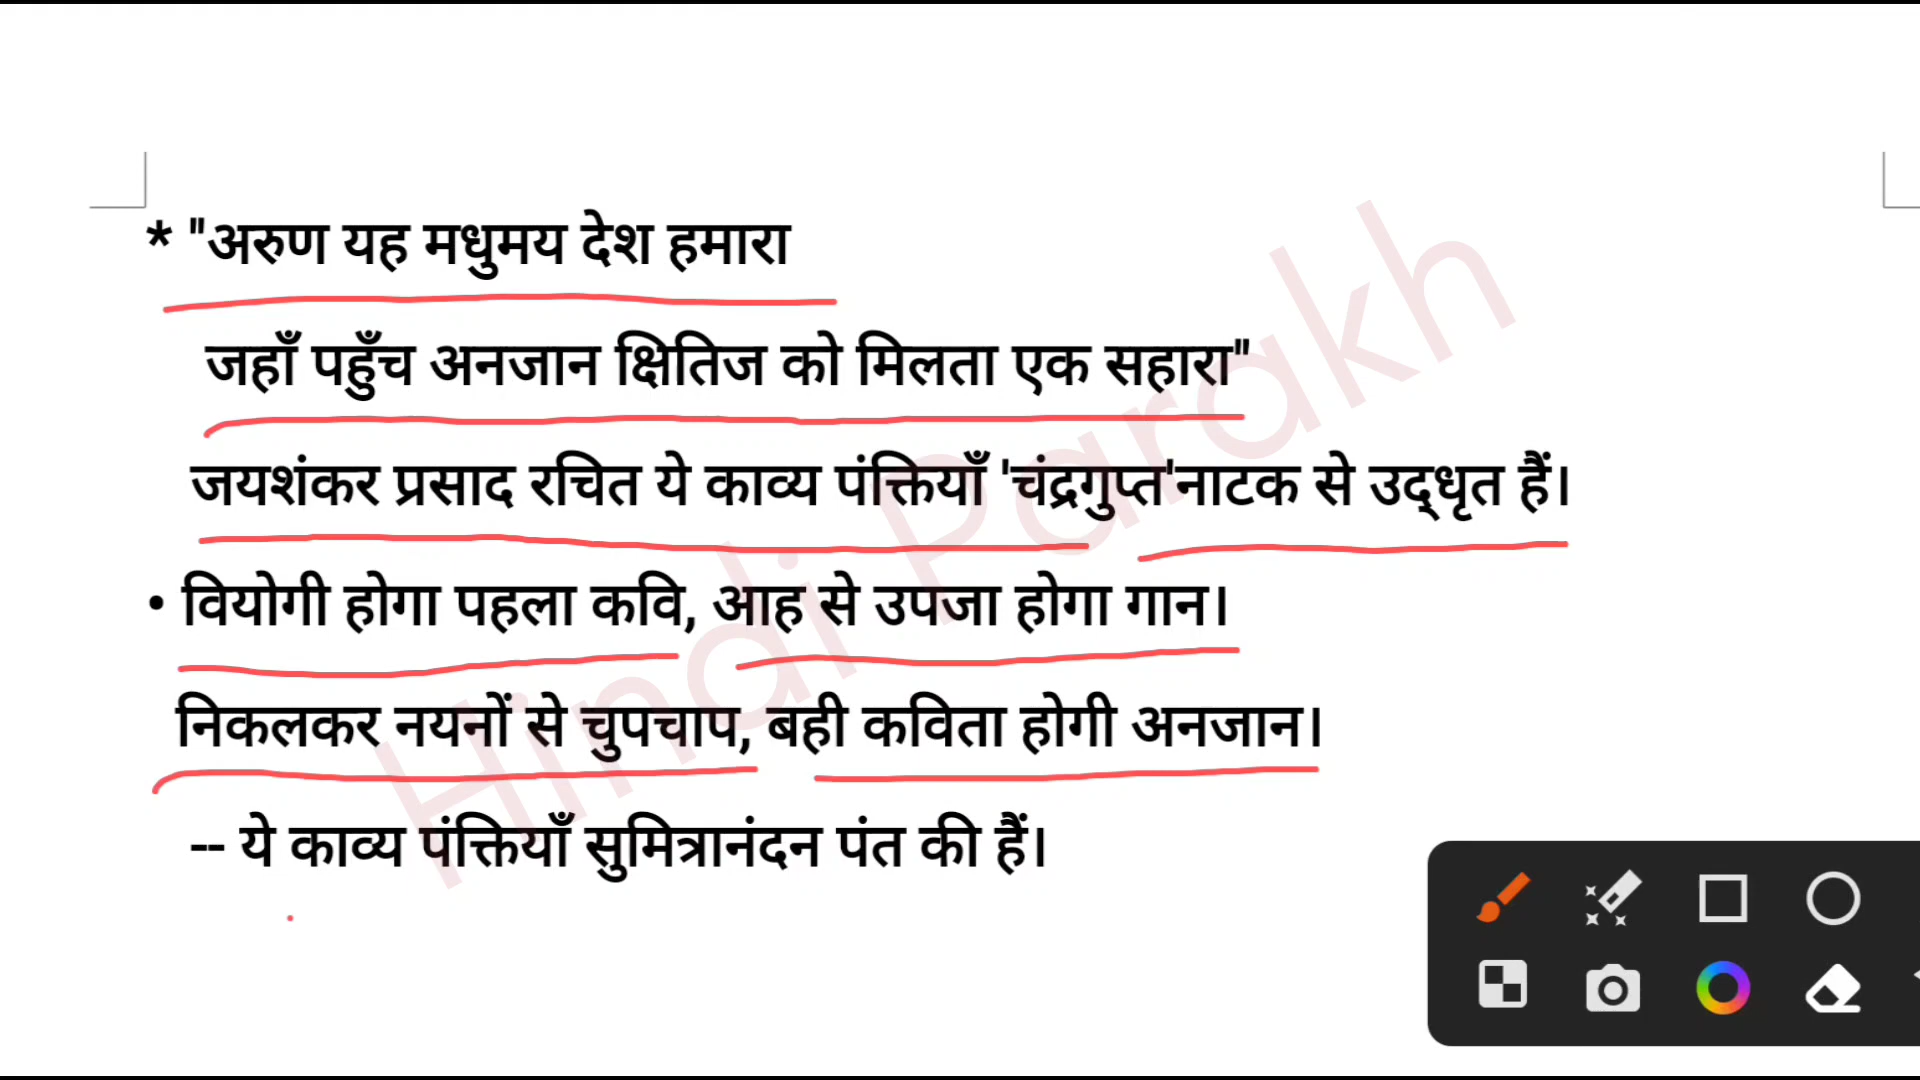 * "अरुण यह मधुमय देश हमारा
जहाँ पहुँच अनजान क्षितिज को मिलता एक सहारा"
जयशंकर प्रसाद रचित ये काव्य पंक्तियाँ 'चंद्रगुप्त'नाटक से उद्धृत हैं।
• वियोगी होगा पहला कवि, आह से उपजा होगा गान।
निकलकर नयनों से चुपचाप, बही कविता होगी अनजान।
-- ये काव्य पंक्तियाँ सुमित्रानंदन पंत की हैं।
Hindi Parakh